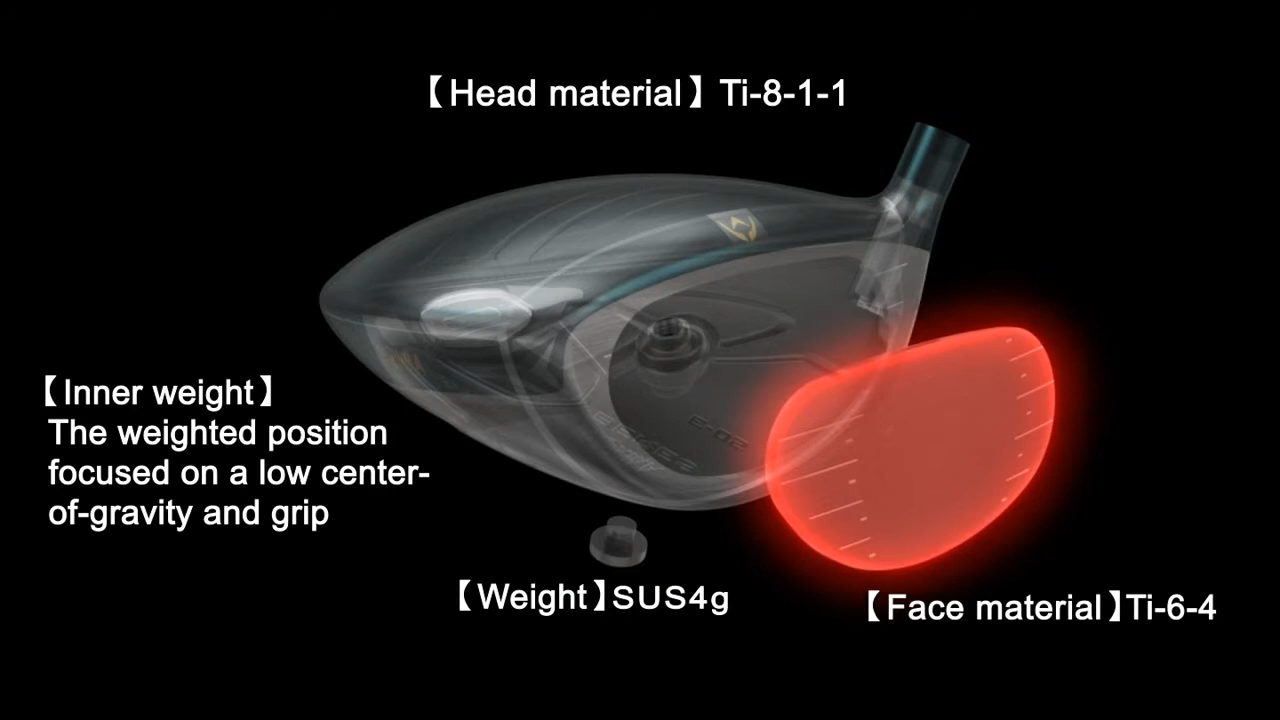 【Head material】 Ti-8-1-1
【Inner weight】
The weighted position
focused on a low center-
of-gravity and grip
【Weight】SUS4g
【Face material】Ti-6-4
E-02